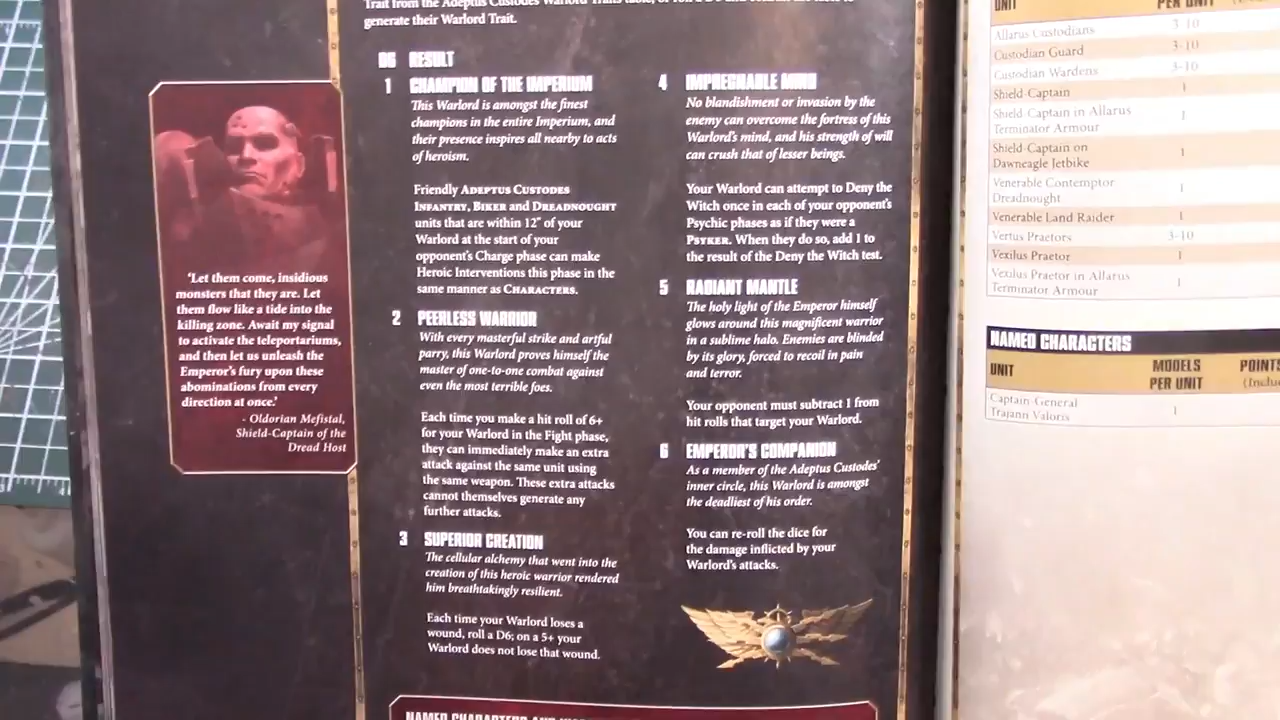 Trait from the Adeptus Custodes Warlord Traits table, or roll a D6 and consult the table to
generate their Warlord Trait.
D6 RESULT
1 CHAMPION OF THE IMPERIUM
This Warlord is amongst the finest
champions in the entire Imperium, and
their presence inspires all nearby to acts
of heroism.
Friendly ADEPTUS CUSTODES
INFANTRY, BIKER and DREADNOUGHT
units that are within 12" of your
Warlord at the start of your
opponent's Charge phase can make
Heroic Interventions this phase in the
same manner as CHARACTERS.
2 PEERLESS WARRIOR
With every masterful strike and artful
parry, this Warlord proves himself the
master of one-to-one combat against
even the most terrible foes.
Each time you make a hit roll of 6+
for your Warlord in the Fight phase,
they can immediately make an extra
attack against the same unit using
the same weapon. These extra attacks
cannot themselves generate any
further attacks.
3 SUPERIOR CREATION
The cellular alchemy that went into the
creation of this heroic warrior rendered
him breathtakingly resilient.
Each time your Warlord loses a
wound, roll a D6; on a 5+ your
Warlord does not lose that wound.
4 IMPREGNABLE MIND
No blandishment or invasion by the
enemy can overcome the fortress of this
Warlord's mind, and his strength of will
can crush that of lesser beings.
Your Warlord can attempt to Deny the
Witch once in each of your opponent's
Psychic phases as if they were a
PSYKER. When they do so, add 1 to
the result of the Deny the Witch test.
5 RADIANT MANTLE
The holy light of the Emperor himself
glows around this magnificent warrior
in a sublime halo. Enemies are blinded
by its glory, forced to recoil in pain
and terror.
Your opponent must subtract 1 from
hit rolls that target your Warlord.
6 EMPEROR'S COMPANION
As a member of the Adeptus Custodes'
inner circle, this Warlord is amongst
the deadliest of his order.
You can re-roll the dice for
the damage inflicted by your
Warlord's attacks.
'Let them come, insidious
monsters that they are. Let
them flow like a tide into the
killing zone. Await my signal
to activate the teleportariums,
and then let us unleash the
Emperor's fury upon these
abominations from every
direction at once.'
- Oldorian Mefistal,
Shield-Captain of the
Dread Host
NAMED CHARACTERS AND
UNIT PER UNIT
Allarus Custodians 3-10
Custodian Guard 3-10
Custodian Wardens 3-10
Shield-Captain 1
Shield-Captain in Allarus
Terminator Armour 1
Shield-Captain on
Dawneagle Jetbike 1
Venerable Contemptor
Dreadnought 1
Venerable Land Raider 1
Vertus Praetors 3-10
Vexilus Praetor 1
Vexilus Praetor in Allarus
Terminator Armour 1
NAMED CHARACTERS
UNIT MODELS PER UNIT POINTS (Inclu
Captain-General
Trajann Valoris 1